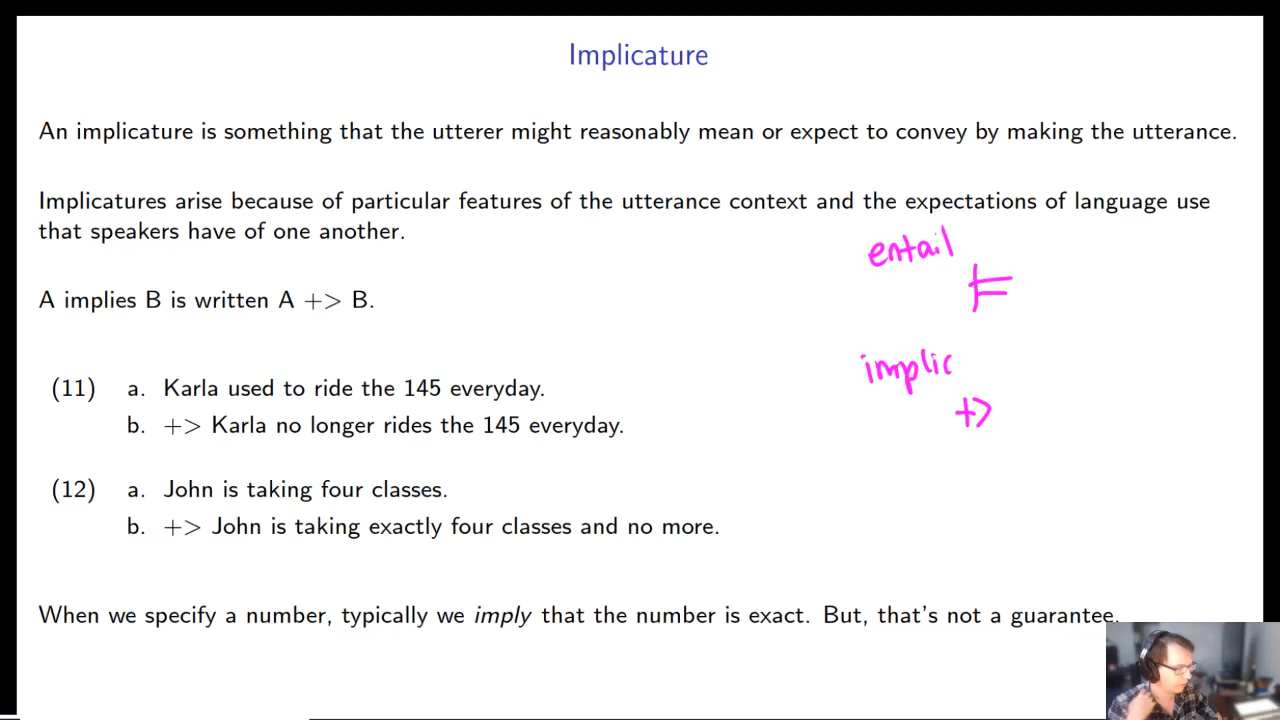 Implicature
An implicature is something that the utterer might reasonably mean or expect to convey by making the utterance.
Implicatures arise because of particular features of the utterance context and the expectations of language use
that speakers have of one another.
entail
⊨
A implies B is written A +> B.
implic
+>
(11) a. Karla used to ride the 145 everyday.
b. +> Karla no longer rides the 145 everyday.
(12) a. John is taking four classes.
b. +> John is taking exactly four classes and no more.
When we specify a number, typically we imply that the number is exact. But, that's not a guarantee.